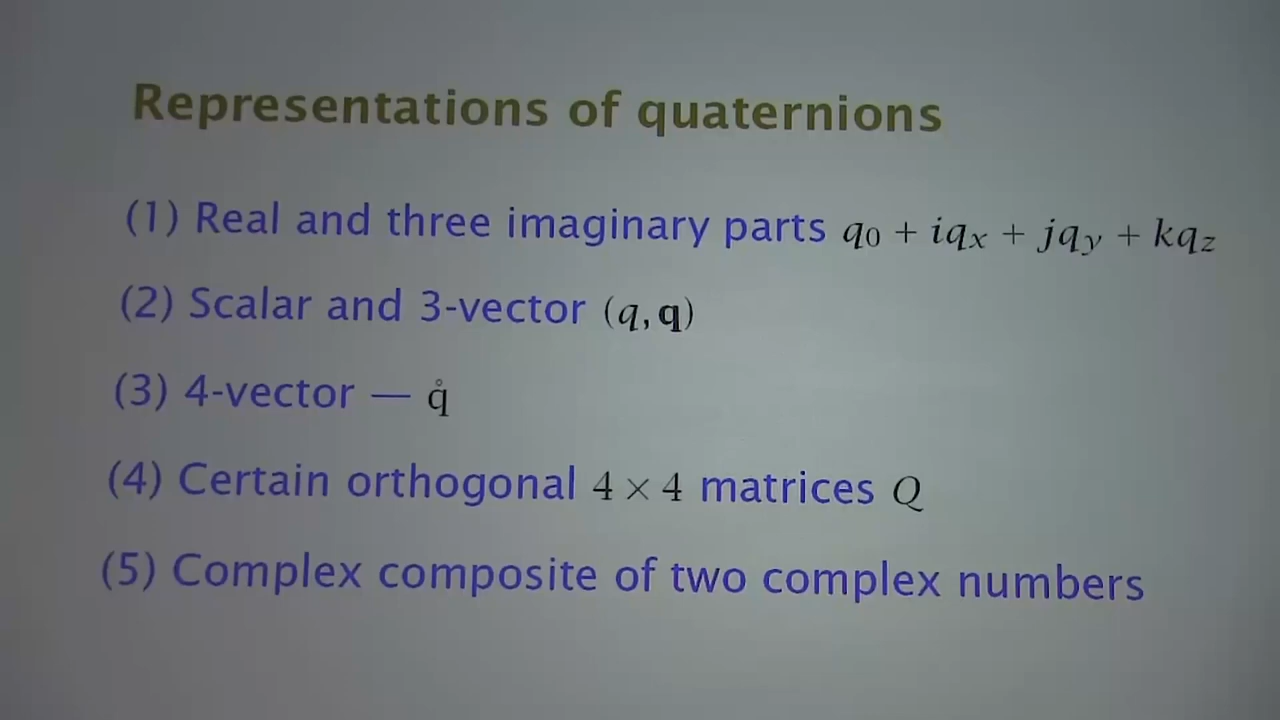 Representations of quaternions
(1) Real and three imaginary parts q₀ + iqₓ + jq_y + kq_z
(2) Scalar and 3-vector (q, q)
(3) 4-vector — q̊
(4) Certain orthogonal 4 × 4 matrices Q
(5) Complex composite of two complex numbers